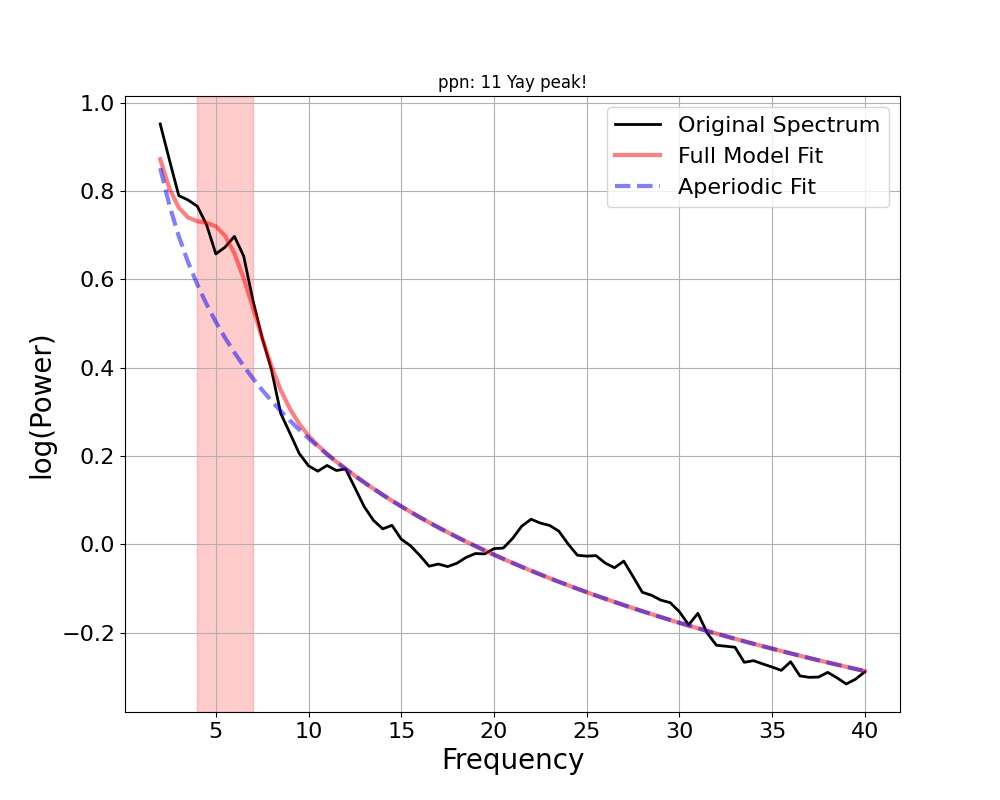 ppn: 11 Yay peak!
Original Spectrum
Full Model Fit
Aperiodic Fit
log(Power)
1.0
0.8
0.6
0.4
0.2
0.0
−0.2
5 10 15 20 25 30 35 40
Frequency